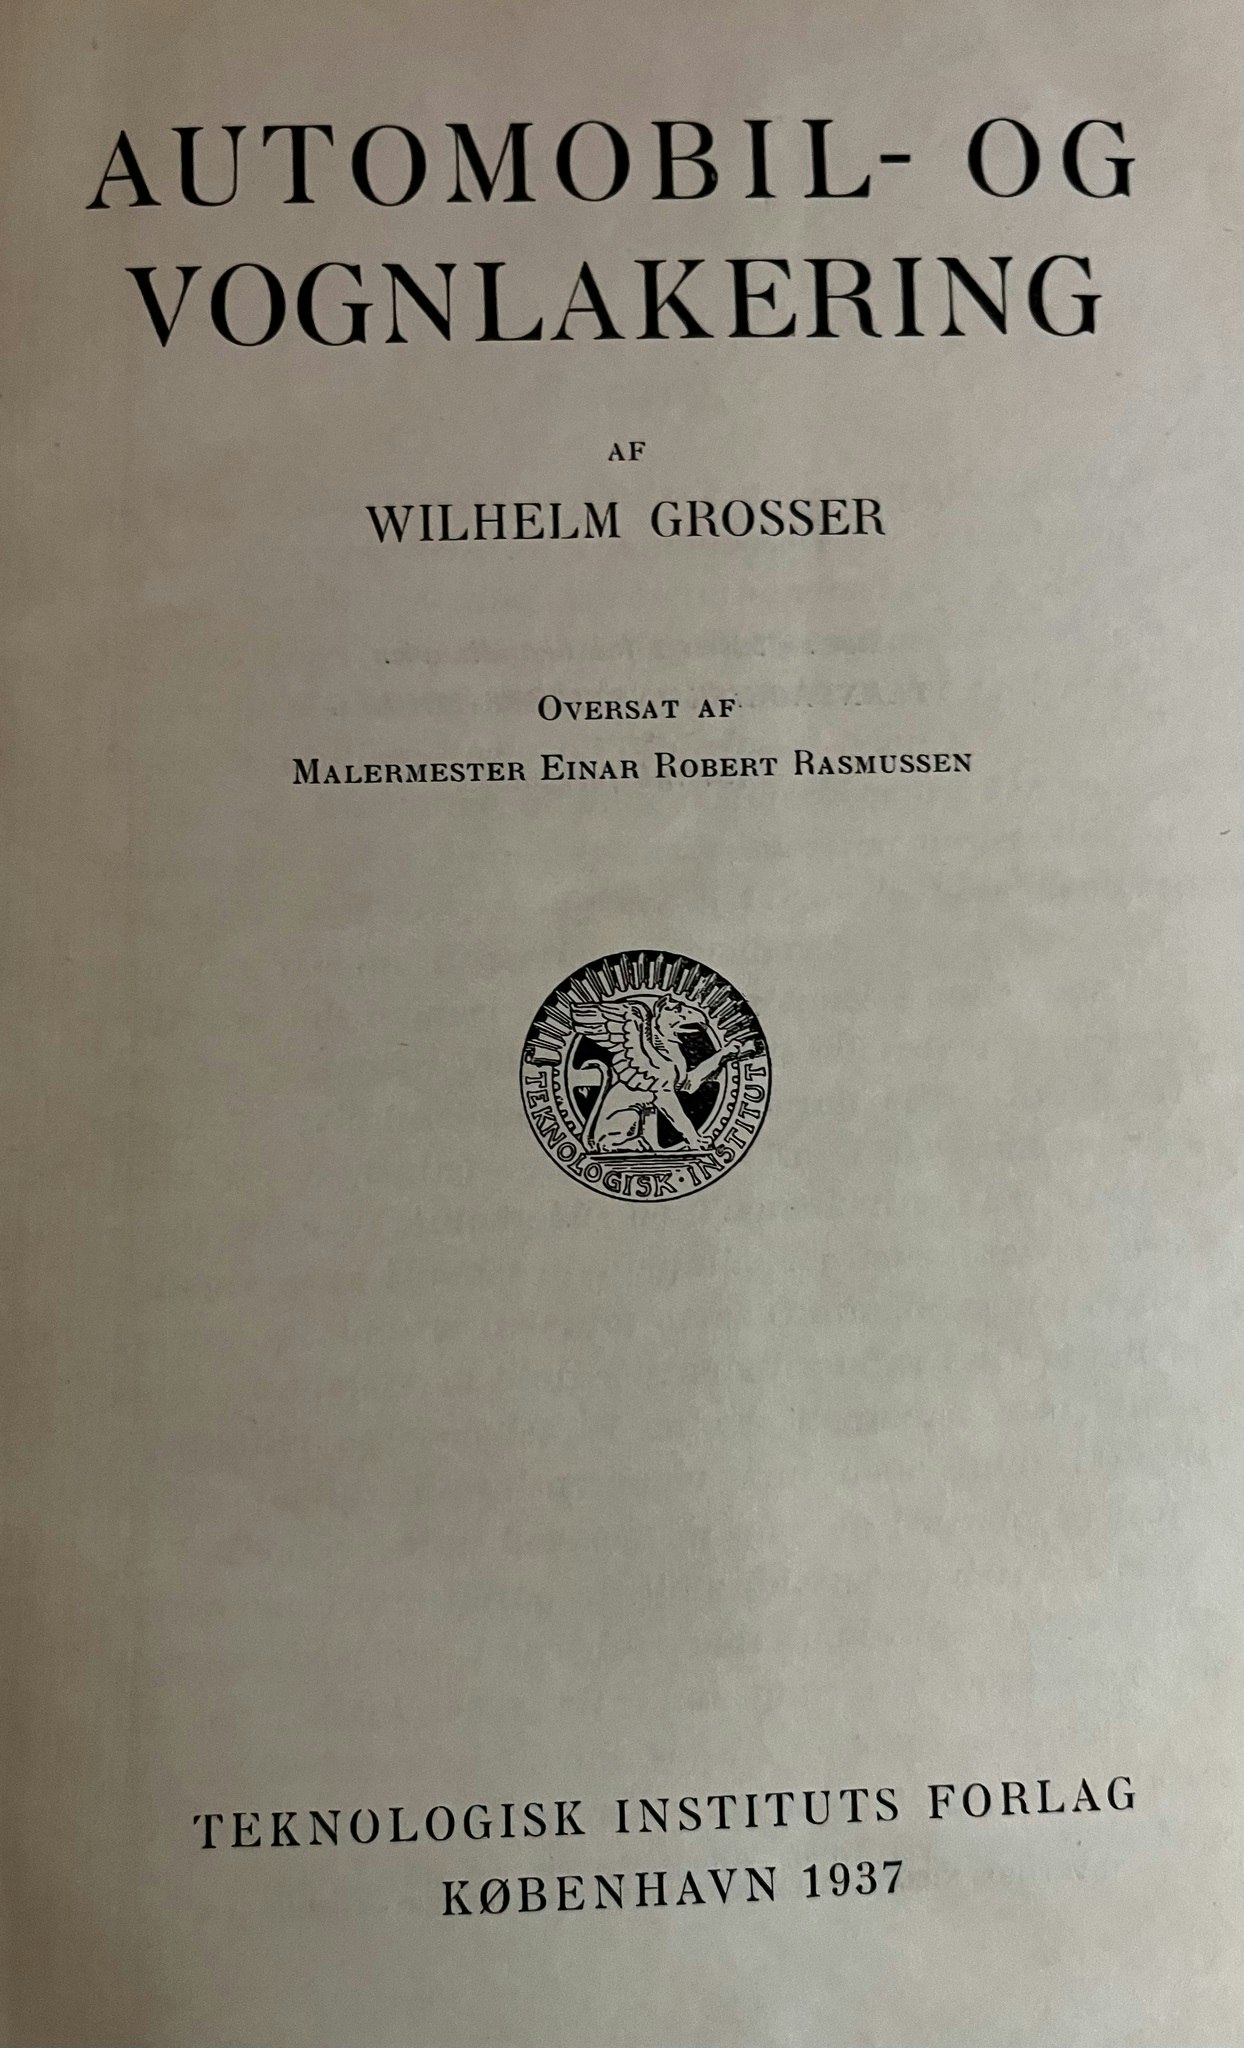 AUTOMOBIL- OG
VOGNLAKERING
AF
WILHELM GROSSER
OVERSAT AF
MALERMESTER EINAR ROBERT RASMUSSEN
TEKNOLOGISK · INSTITUT
TEKNOLOGISK INSTITUTS FORLAG
KØBENHAVN 1937